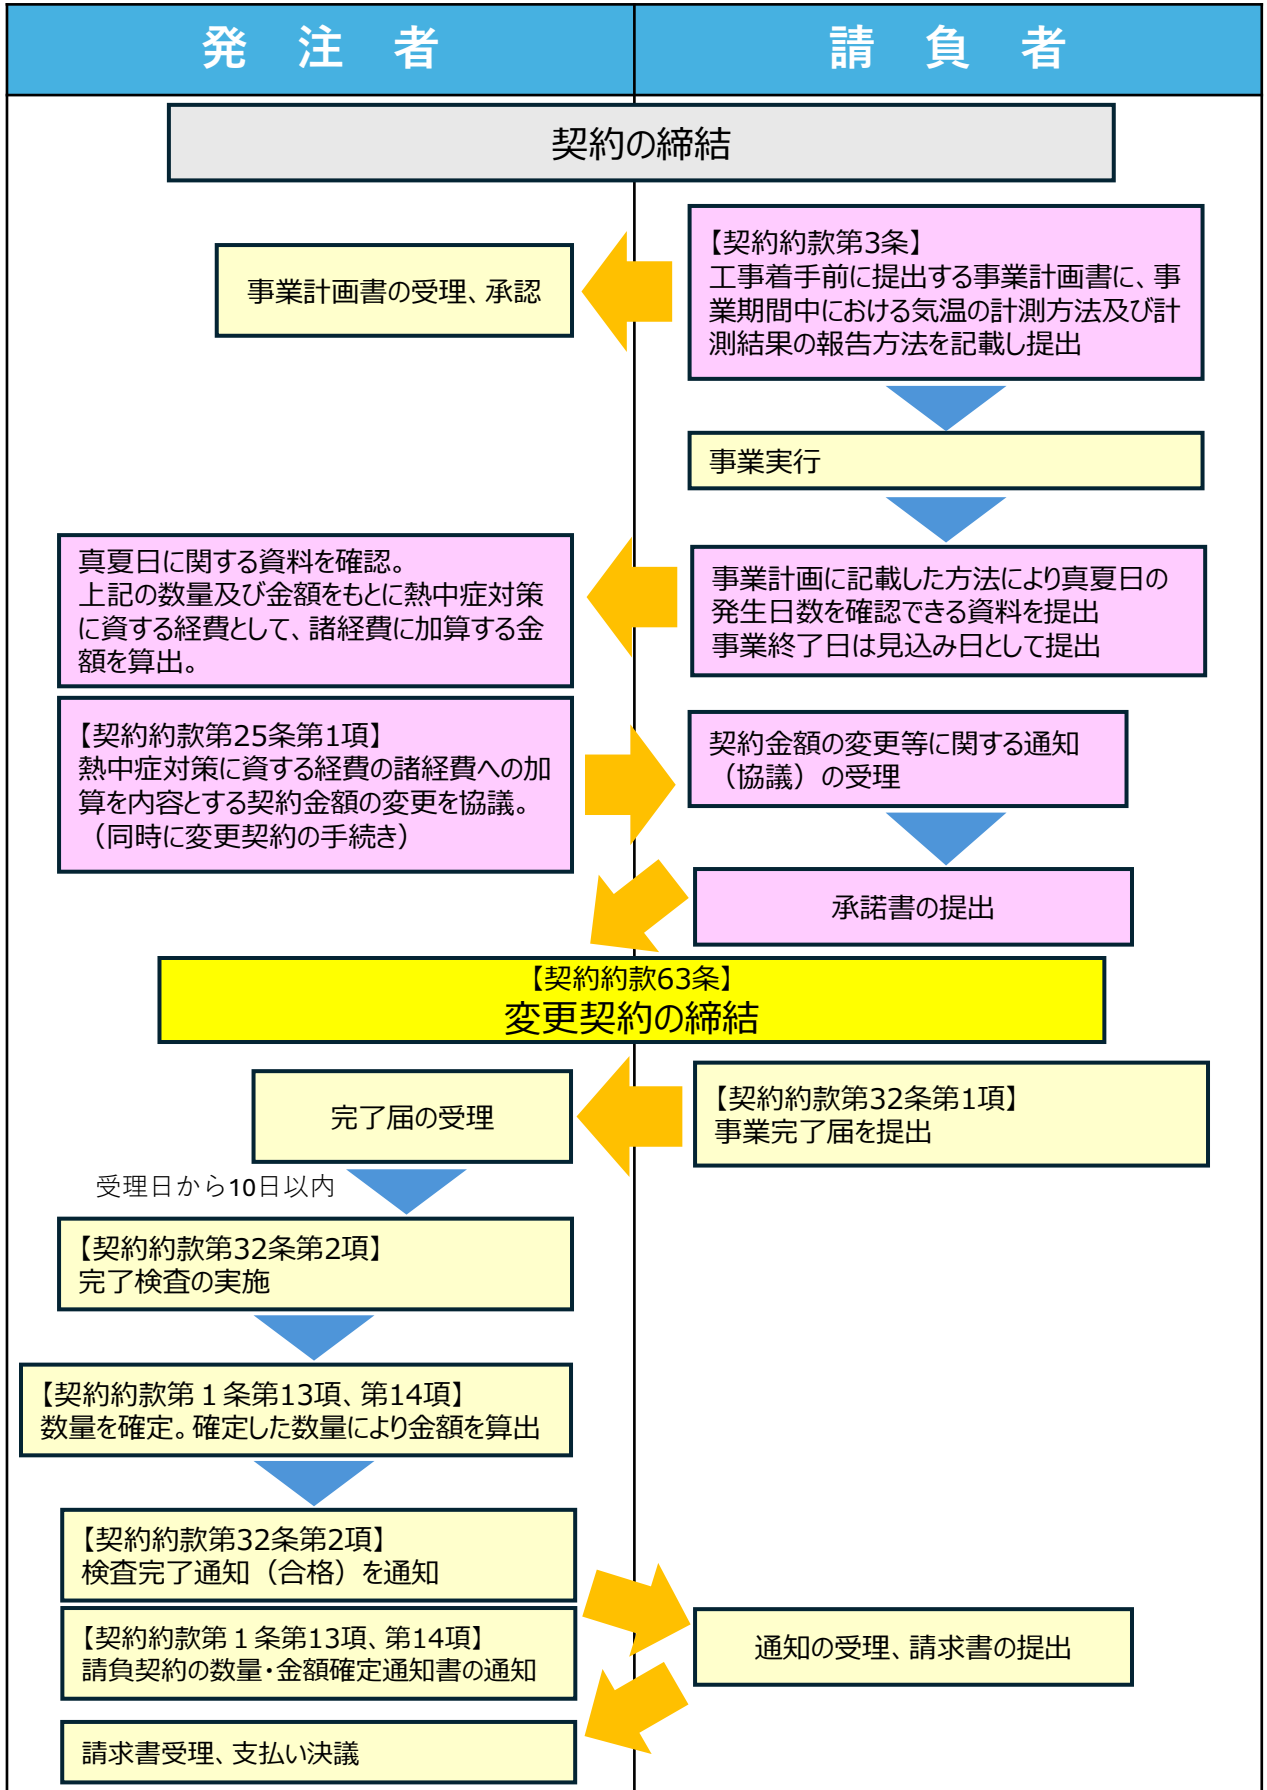 発 注 者
請 負 者
契約の締結
【契約約款第3条】
工事着手前に提出する事業計画書に、事
業期間中における気温の計測方法及び計
測結果の報告方法を記載し提出
事業計画書の受理、承認
事業実行
事業計画に記載した方法により真夏日の
発生日数を確認できる資料を提出
事業終了日は見込み日として提出
真夏日に関する資料を確認。
上記の数量及び金額をもとに熱中症対策
に資する経費として、諸経費に加算する金
額を算出。
【契約約款第25条第1項】
熱中症対策に資する経費の諸経費への加
算を内容とする契約金額の変更を協議。
（同時に変更契約の手続き）
契約金額の変更等に関する通知
（協議）の受理
承諾書の提出
【契約約款63条】
変更契約の締結
【契約約款第32条第1項】
事業完了届を提出
完了届の受理
受理日から10日以内
【契約約款第32条第2項】
完了検査の実施
【契約約款第１条第13項、第14項】
数量を確定。確定した数量により金額を算出
【契約約款第32条第2項】
検査完了通知（合格）を通知
【契約約款第１条第13項、第14項】
請負契約の数量・金額確定通知書の通知
通知の受理、請求書の提出
請求書受理、支払い決議